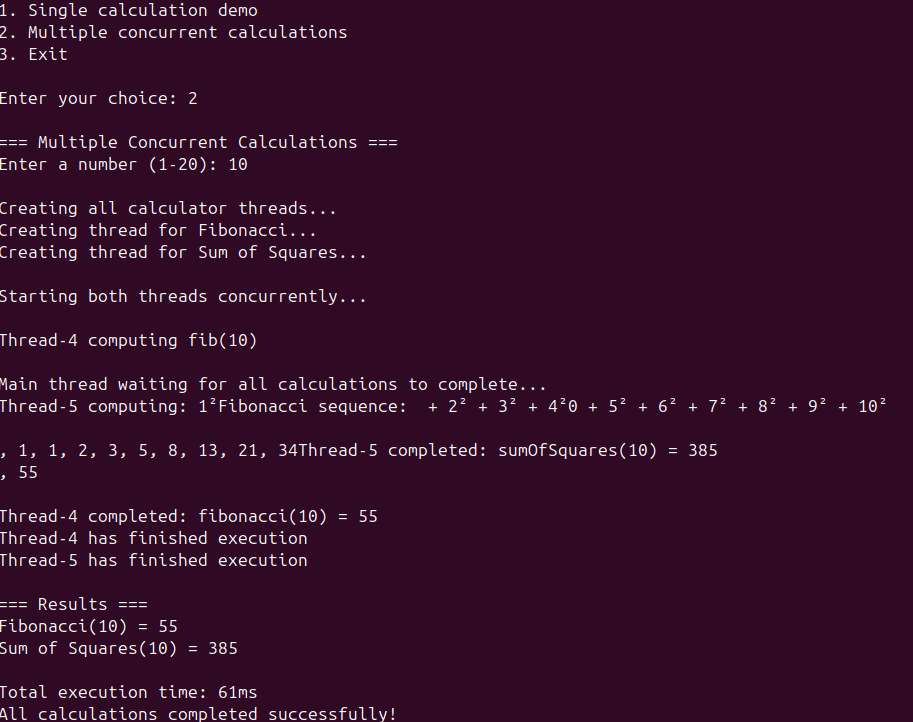 1. Single calculation demo
2. Multiple concurrent calculations
3. Exit
Enter your choice: 2
=== Multiple Concurrent Calculations ===
Enter a number (1-20): 10
Creating all calculator threads...
Creating thread for Fibonacci...
Creating thread for Sum of Squares...
Starting both threads concurrently...
Thread-4 computing fib(10)
Main thread waiting for all calculations to complete...
Thread-5 computing: 1²Fibonacci sequence:  + 2² + 3² + 4²0 + 5² + 6² + 7² + 8² + 9² + 10²
, 1, 1, 2, 3, 5, 8, 13, 21, 34Thread-5 completed: sumOfSquares(10) = 385
, 55
Thread-4 completed: fibonacci(10) = 55
Thread-4 has finished execution
Thread-5 has finished execution
=== Results ===
Fibonacci(10) = 55
Sum of Squares(10) = 385
Total execution time: 61ms
All calculations completed successfully!